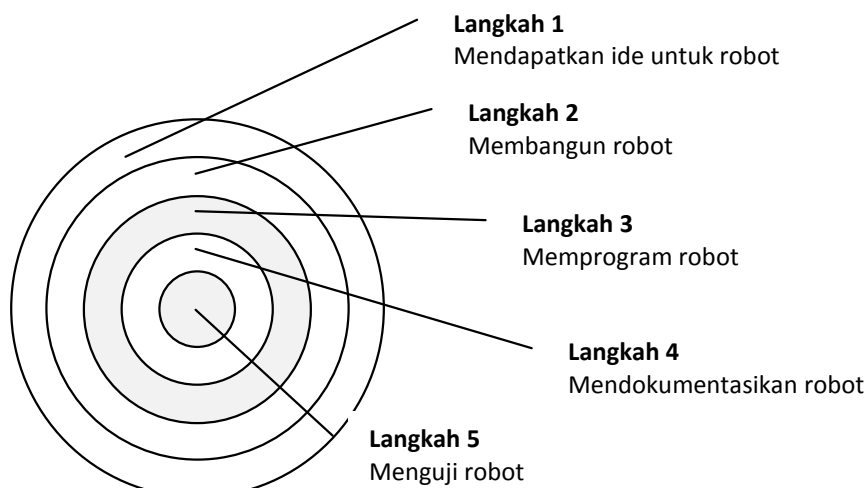 Langkah 1
Mendapatkan ide untuk robot
Langkah 2
Membangun robot
Langkah 3
Memprogram robot
Langkah 4
Mendokumentasikan robot
Langkah 5
Menguji robot